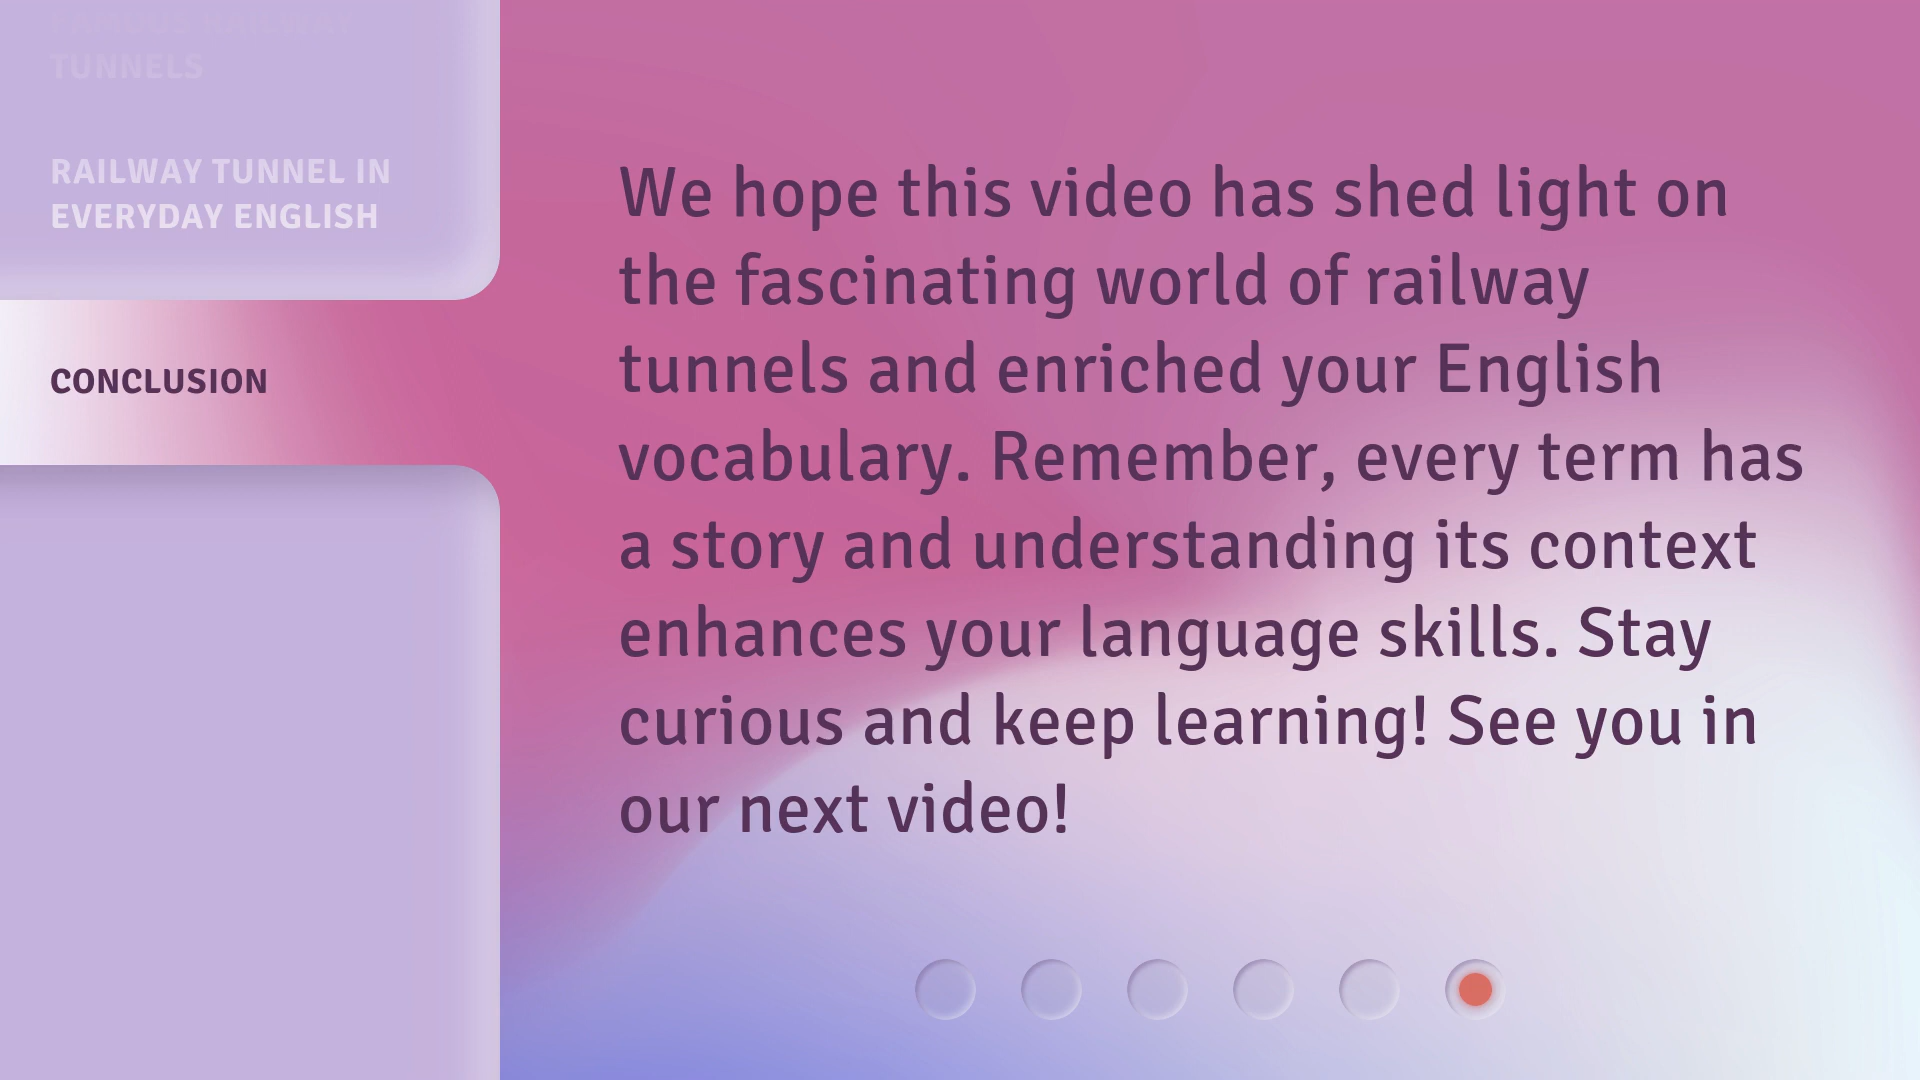 FAMOUS RAILWAY
TUNNELS
RAILWAY TUNNEL IN
EVERYDAY ENGLISH
CONCLUSION
We hope this video has shed light on
the fascinating world of railway
tunnels and enriched your English
vocabulary. Remember, every term has
a story and understanding its context
enhances your language skills. Stay
curious and keep learning! See you in
our next video!